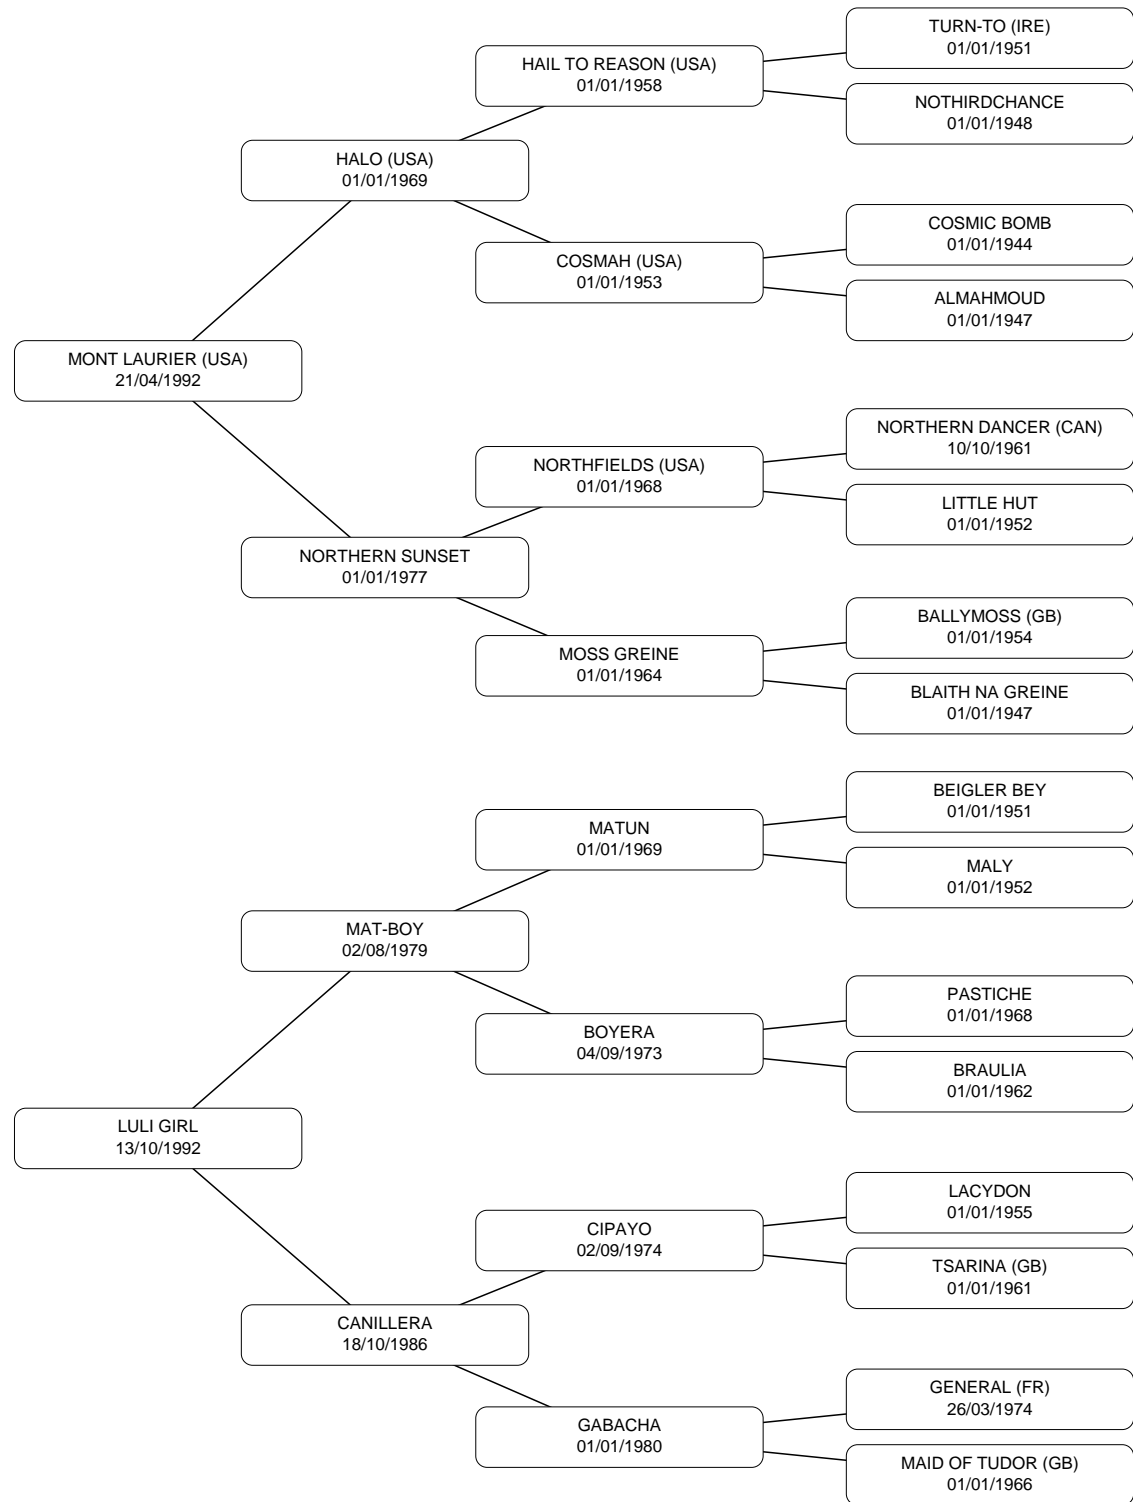 TURN-TO (IRE)
01/01/1951
HAIL TO REASON (USA)
01/01/1958
NOTHIRDCHANCE
01/01/1948
HALO (USA)
01/01/1969
COSMIC BOMB
01/01/1944
COSMAH (USA)
01/01/1953
ALMAHMOUD
01/01/1947
MONT LAURIER (USA)
21/04/1992
NORTHERN DANCER (CAN)
10/10/1961
NORTHFIELDS (USA)
01/01/1968
LITTLE HUT
01/01/1952
NORTHERN SUNSET
01/01/1977
BALLYMOSS (GB)
01/01/1954
MOSS GREINE
01/01/1964
BLAITH NA GREINE
01/01/1947
BEIGLER BEY
01/01/1951
MATUN
01/01/1969
MALY
01/01/1952
MAT-BOY
02/08/1979
PASTICHE
01/01/1968
BOYERA
04/09/1973
BRAULIA
01/01/1962
LULI GIRL
13/10/1992
LACYDON
01/01/1955
CIPAYO
02/09/1974
TSARINA (GB)
01/01/1961
CANILLERA
18/10/1986
GENERAL (FR)
26/03/1974
GABACHA
01/01/1980
MAID OF TUDOR (GB)
01/01/1966